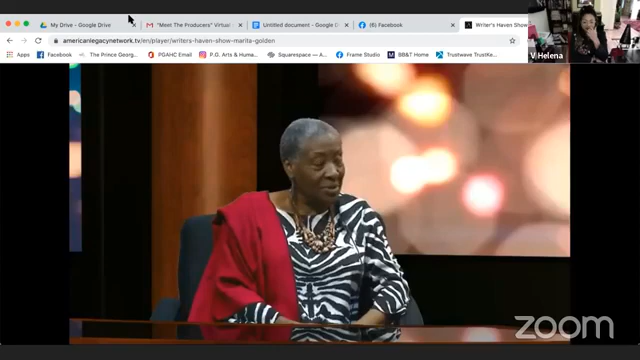 My Drive - Google Drive
"Meet The Producers" Virtual
Untitled document - Google D
(6) Facebook
Writer's Haven Show
americanlegacynetwork.tv/en/player/writers-haven-show-marita-golden
Apps
Facebook
The Prince Georg...
PGAHC Email
Images
P.G. Arts & Huma...
Squarespace — A...
Frame Studio
BB&T Home
Trustwave TrustKe...
V Helena
zoom